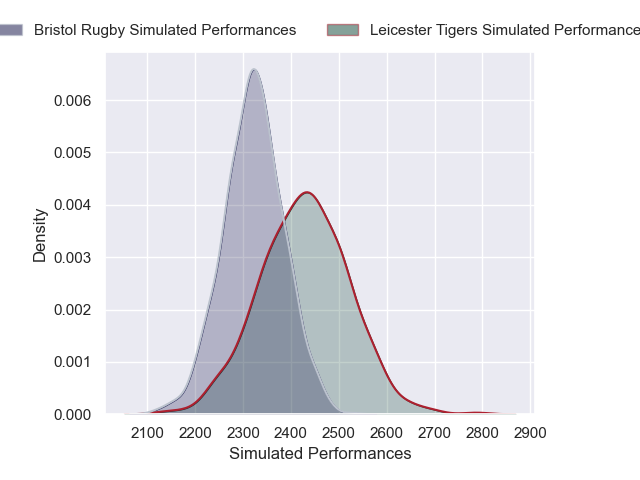 Bristol Rugby Simulated Performances
Leicester Tigers Simulated Performance
0.006
0.005
0.004
0.003
0.002
0.001
0.000
Density
2100 2200 2300 2400 2500 2600 2700 2800 2900
Simulated Performances